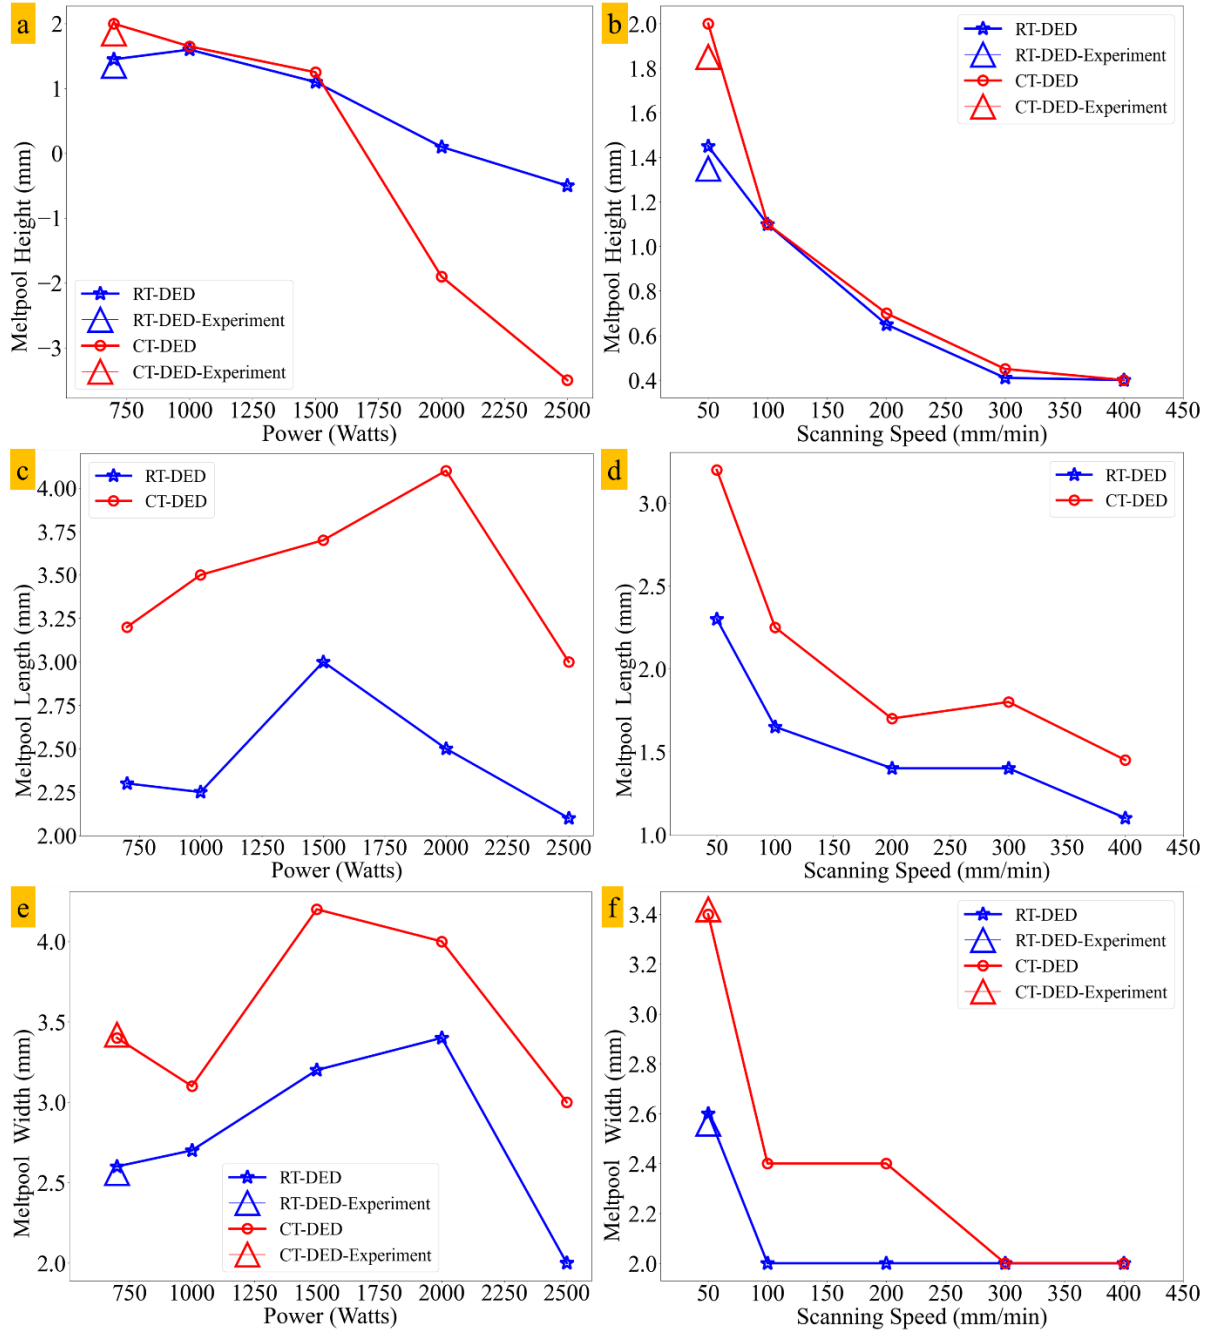 a
2
1
0
−1
−2
−3
Meltpool Height (mm)
RT-DED
RT-DED-Experiment
CT-DED
CT-DED-Experiment
750 1000 1250 1500 1750 2000 2250 2500
Power (Watts)
b
2.0
1.8
1.6
1.4
1.2
1.0
0.8
0.6
0.4
Meltpool Height (mm)
RT-DED
RT-DED-Experiment
CT-DED
CT-DED-Experiment
50 100 150 200 250 300 350 400 450
Scanning Speed (mm/min)
c
4.00
3.75
3.50
3.25
3.00
2.75
2.50
2.25
2.00
Meltpool Length (mm)
RT-DED
CT-DED
750 1000 1250 1500 1750 2000 2250 2500
Power (Watts)
d
3.0
2.5
2.0
1.5
1.0
Meltpool Length (mm)
RT-DED
CT-DED
50 100 150 200 250 300 350 400 450
Scanning Speed (mm/min)
e
4.0
3.5
3.0
2.5
2.0
Meltpool Width (mm)
RT-DED
RT-DED-Experiment
CT-DED
CT-DED-Experiment
750 1000 1250 1500 1750 2000 2250 2500
Power (Watts)
f
3.4
3.2
3.0
2.8
2.6
2.4
2.2
2.0
Meltpool Width (mm)
RT-DED
RT-DED-Experiment
CT-DED
CT-DED-Experiment
50 100 150 200 250 300 350 400 450
Scanning Speed (mm/min)